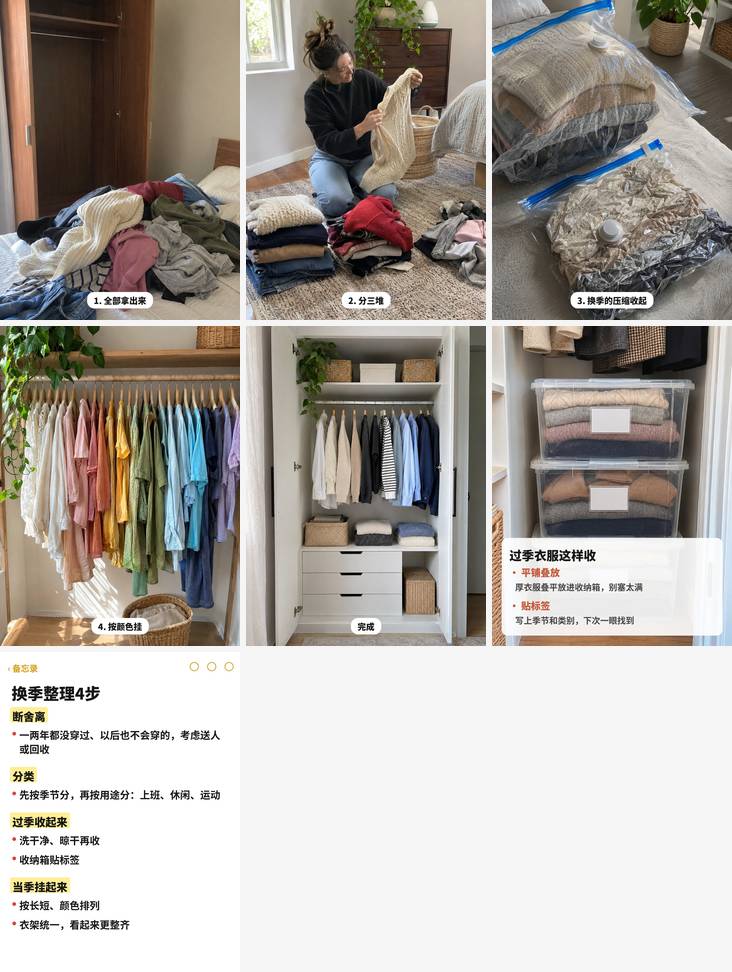 1. 全部拿出来
2. 分三堆
3. 换季的压缩收起
4. 按颜色挂
完成
过季衣服这样收
• 平铺叠放
厚衣服叠平放进收纳箱，别塞太满
• 贴标签
写上季节和类别，下次一眼找到
‹ 备忘录
换季整理4步
断舍离
• 一两年都没穿过、以后也不会穿的，考虑送人
或回收
分类
• 先按季节分，再按用途分：上班、休闲、运动
过季收起来
• 洗干净、晾干再收
• 收纳箱贴标签
当季挂起来
• 按长短、颜色排列
• 衣架统一，看起来更整齐